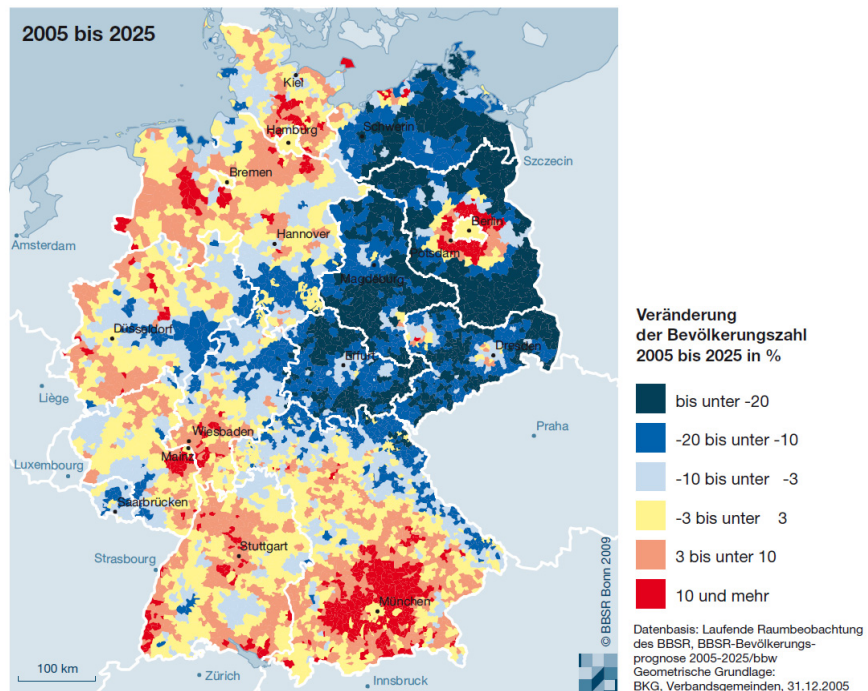 2005 bis 2025
Kiel
Hamburg
Schwerin
Szczecin
Bremen
Amsterdam
Hannover
Berlin
Potsdam
Magdeburg
Düsseldorf
Erfurt
Dresden
Liège
Praha
Wiesbaden
Mainz
Luxembourg
Saarbrücken
Strasbourg
Stuttgart
München
Zürich
Innsbruck
100 km
© BBSR Bonn 2009
Veränderung
der Bevölkerungszahl
2005 bis 2025 in %
bis unter -20
-20 bis unter -10
-10 bis unter -3
-3 bis unter 3
3 bis unter 10
10 und mehr
Datenbasis: Laufende Raumbeobachtung
des BBSR, BBSR-Bevölkerungs-
prognose 2005-2025/bbw
Geometrische Grundlage:
BKG, Verbandsgemeinden, 31.12.2005